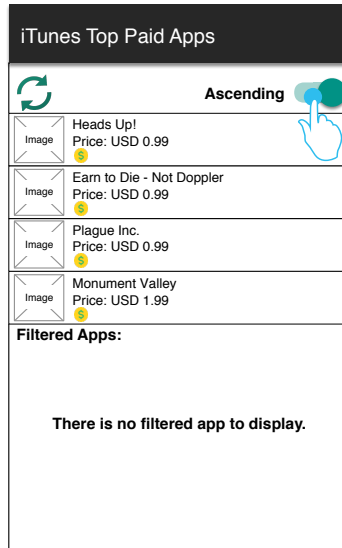 iTunes Top Paid Apps
Ascending
Image
Heads Up!
Price: USD 0.99
$
Image
Earn to Die - Not Doppler
Price: USD 0.99
$
Image
Plague Inc.
Price: USD 0.99
$
Image
Monument Valley
Price: USD 1.99
$
Filtered Apps:
There is no filtered app to display.